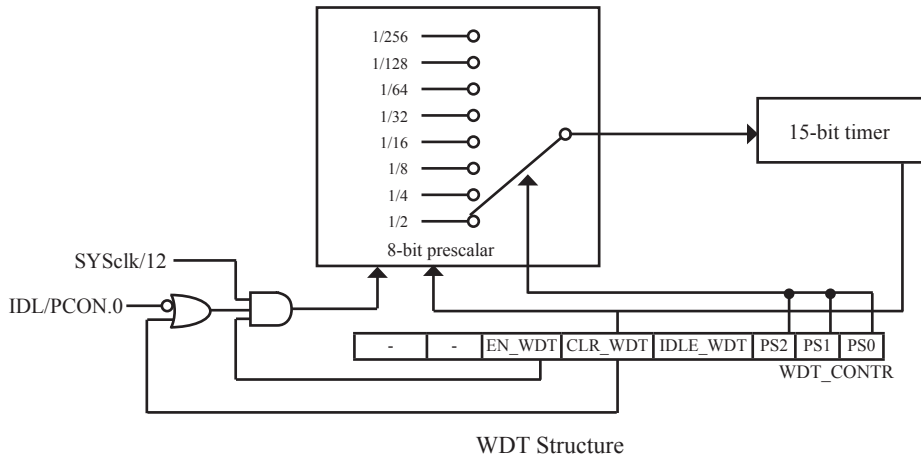 1/256
1/128
1/64
1/32
1/16
1/8
1/4
1/2
8-bit prescalar
15-bit timer
SYSclk/12
IDL/PCON.0
- - EN_WDT CLR_WDT IDLE_WDT PS2 PS1 PS0
WDT_CONTR
WDT Structure